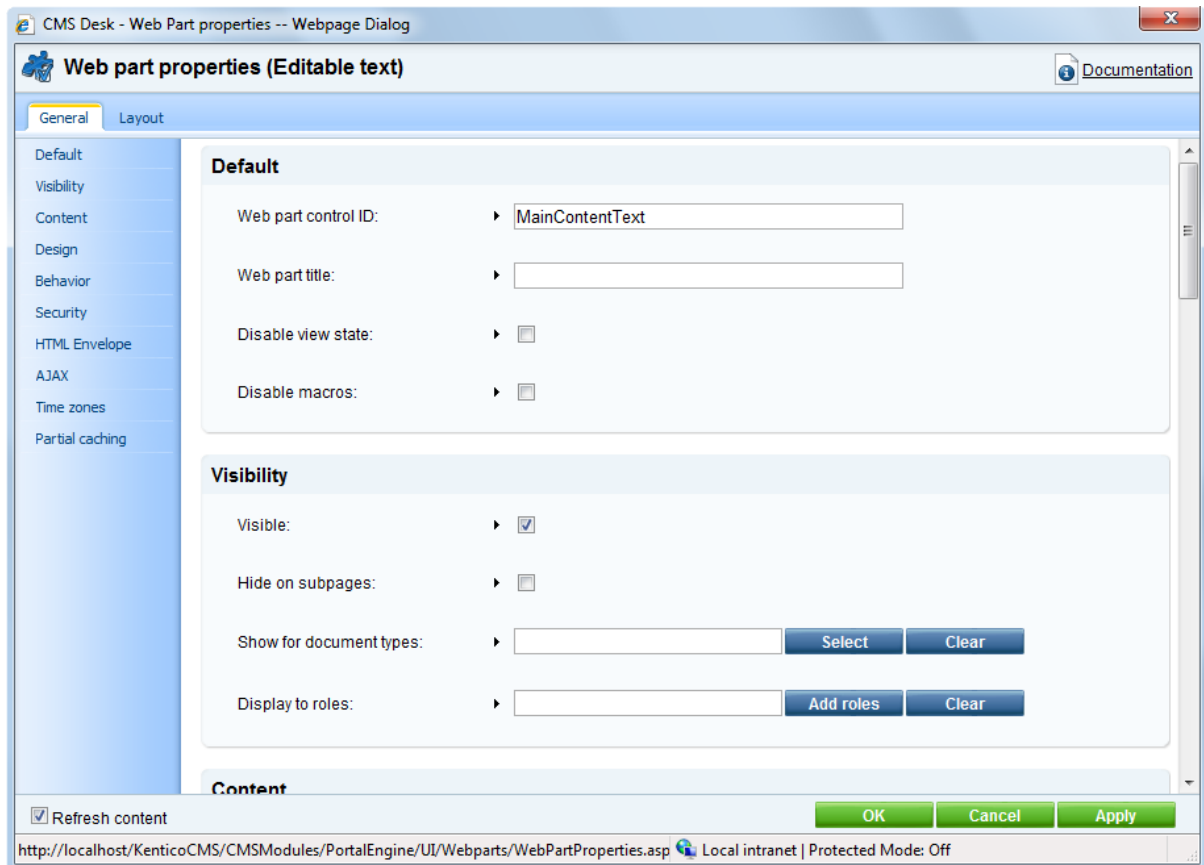 CMS Desk - Web Part properties -- Webpage Dialog
Web part properties (Editable text)
Documentation
General Layout
Default
Visibility
Content
Design
Behavior
Security
HTML Envelope
AJAX
Time zones
Partial caching
Default
Web part control ID: MainContentText
Web part title:
Disable view state:
Disable macros:
Visibility
Visible:
Hide on subpages:
Show for document types: Select Clear
Display to roles: Add roles Clear
Content
Refresh content OK Cancel Apply
http://localhost/KenticoCMS/CMSModules/PortalEngine/UI/Webparts/WebPartProperties.asp Local intranet | Protected Mode: Off